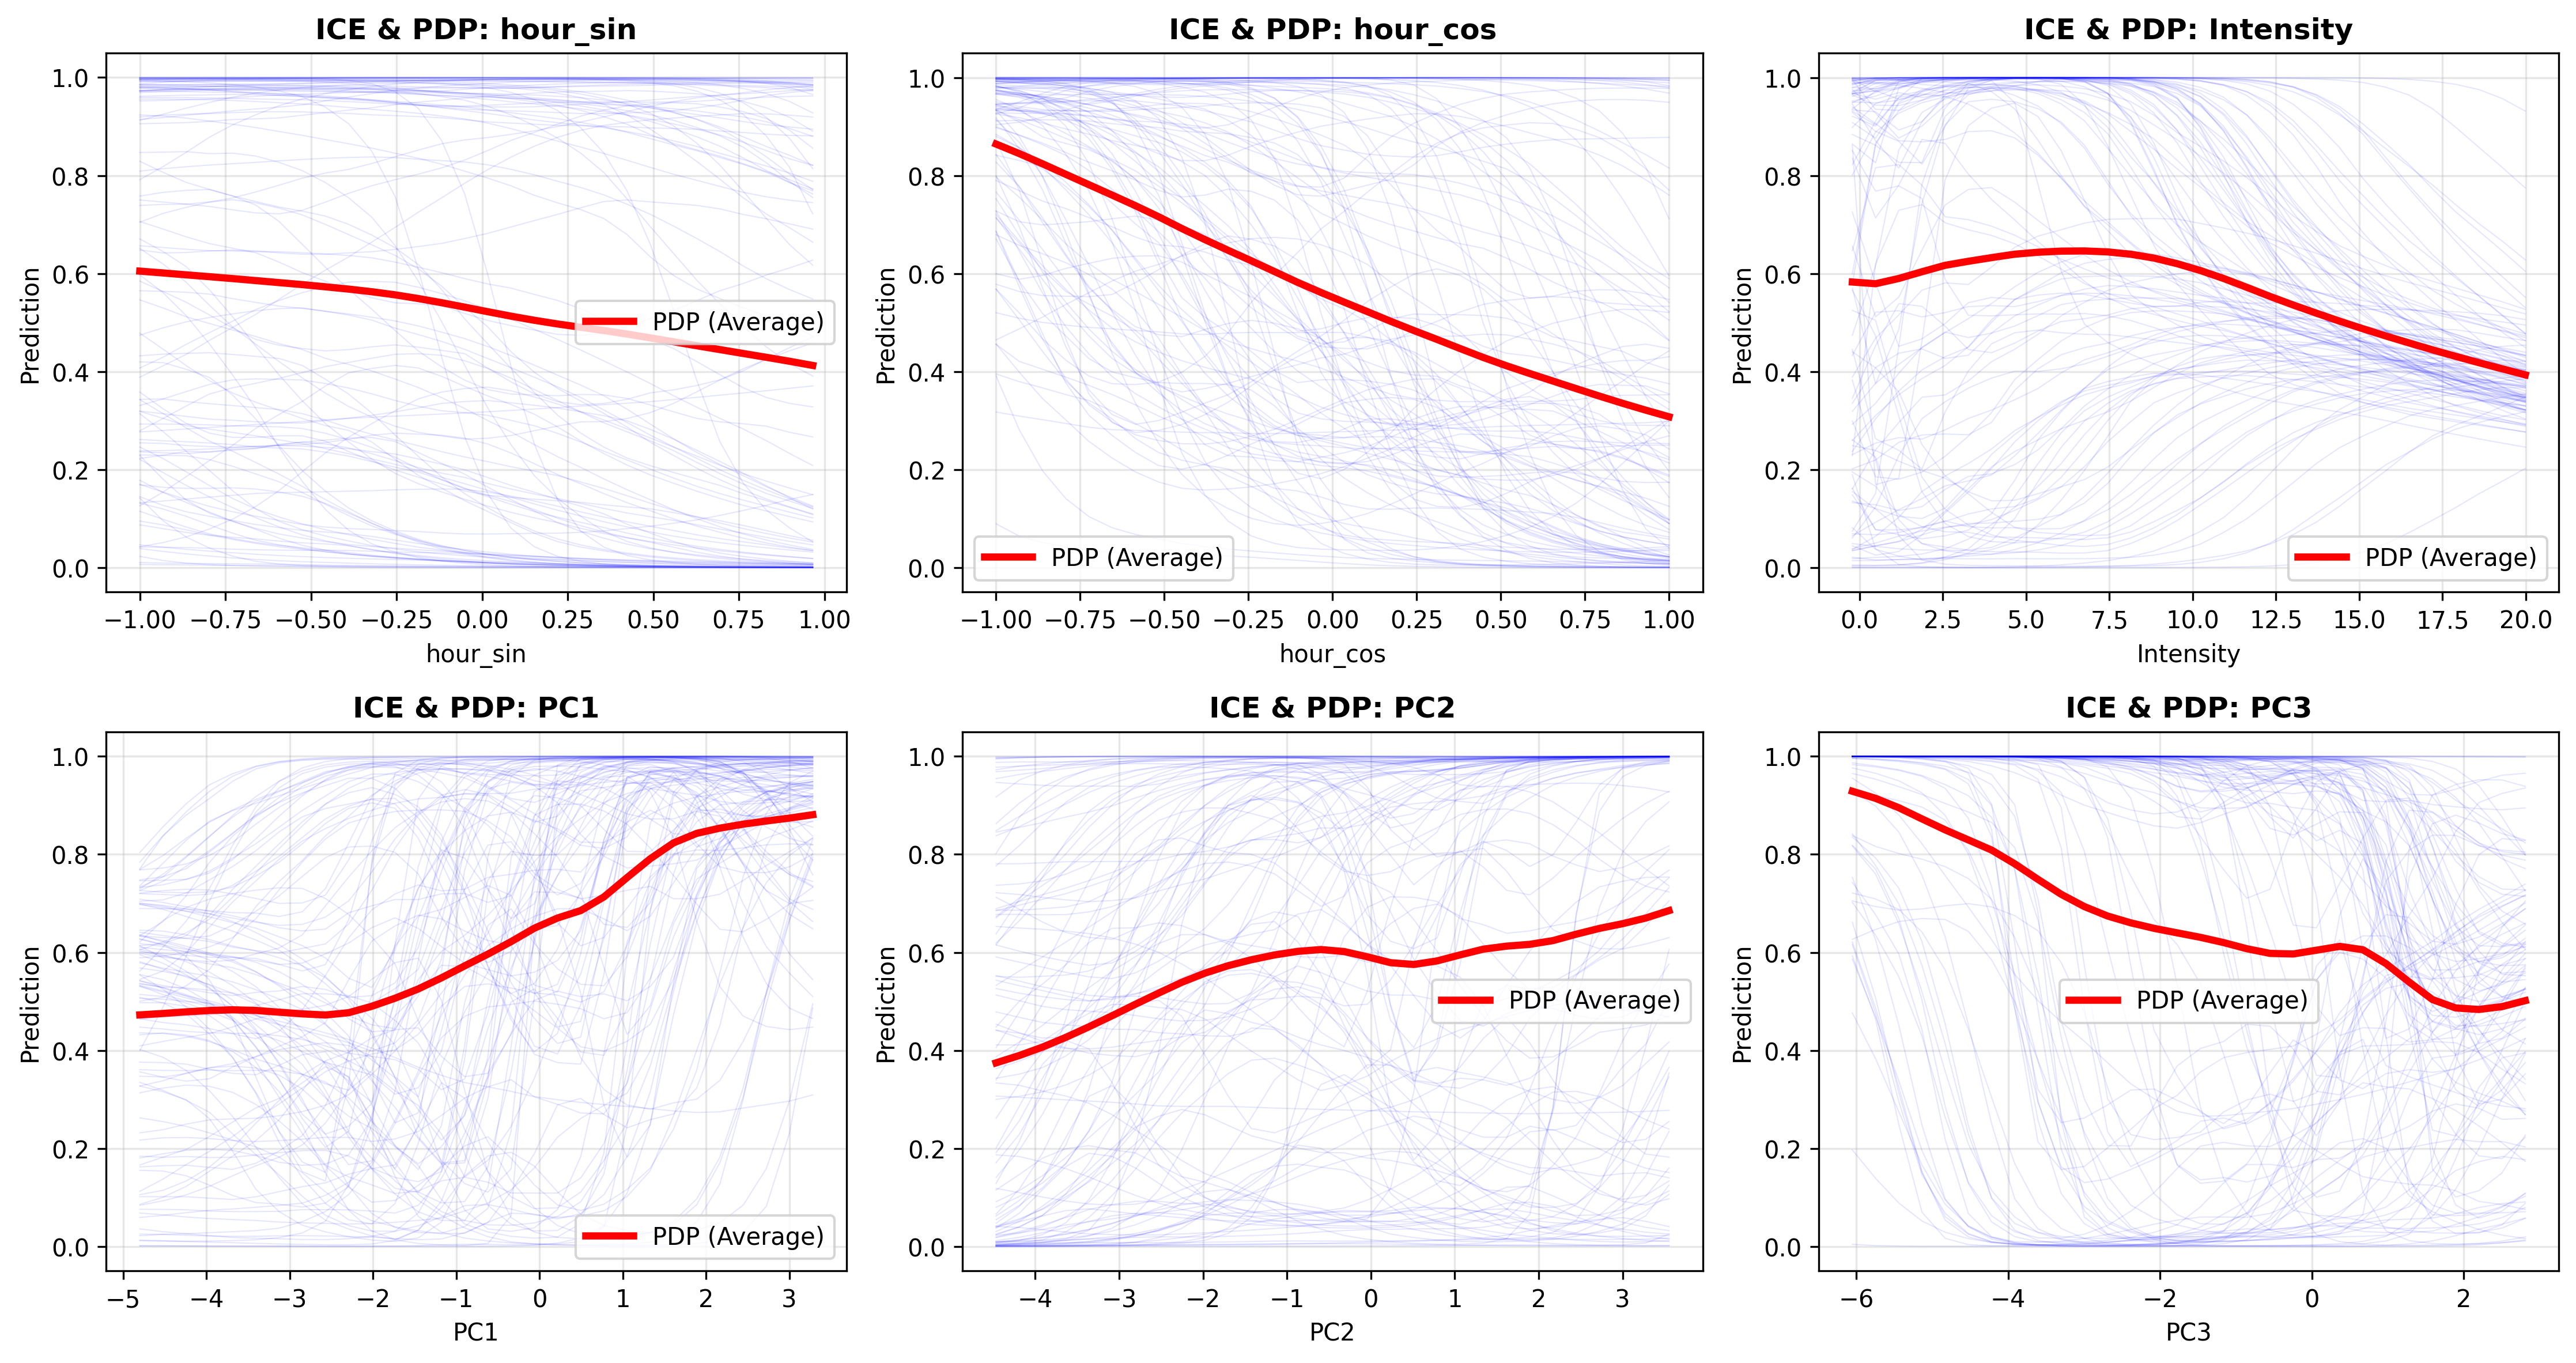 ICE & PDP: hour_sin
ICE & PDP: hour_cos
ICE & PDP: Intensity
Prediction
1.0
0.8
0.6
0.4
0.2
0.0
PDP (Average)
−1.00 −0.75 −0.50 −0.25 0.00 0.25 0.50 0.75 1.00
hour_sin
Prediction
1.0
0.8
0.6
0.4
0.2
0.0
PDP (Average)
−1.00 −0.75 −0.50 −0.25 0.00 0.25 0.50 0.75 1.00
hour_cos
Prediction
1.0
0.8
0.6
0.4
0.2
0.0
PDP (Average)
0.0 2.5 5.0 7.5 10.0 12.5 15.0 17.5 20.0
Intensity
ICE & PDP: PC1
ICE & PDP: PC2
ICE & PDP: PC3
Prediction
1.0
0.8
0.6
0.4
0.2
0.0
PDP (Average)
−5 −4 −3 −2 −1 0 1 2 3
PC1
Prediction
1.0
0.8
0.6
0.4
0.2
0.0
PDP (Average)
−4 −3 −2 −1 0 1 2 3
PC2
Prediction
1.0
0.8
0.6
0.4
0.2
0.0
PDP (Average)
−6 −4 −2 0 2
PC3